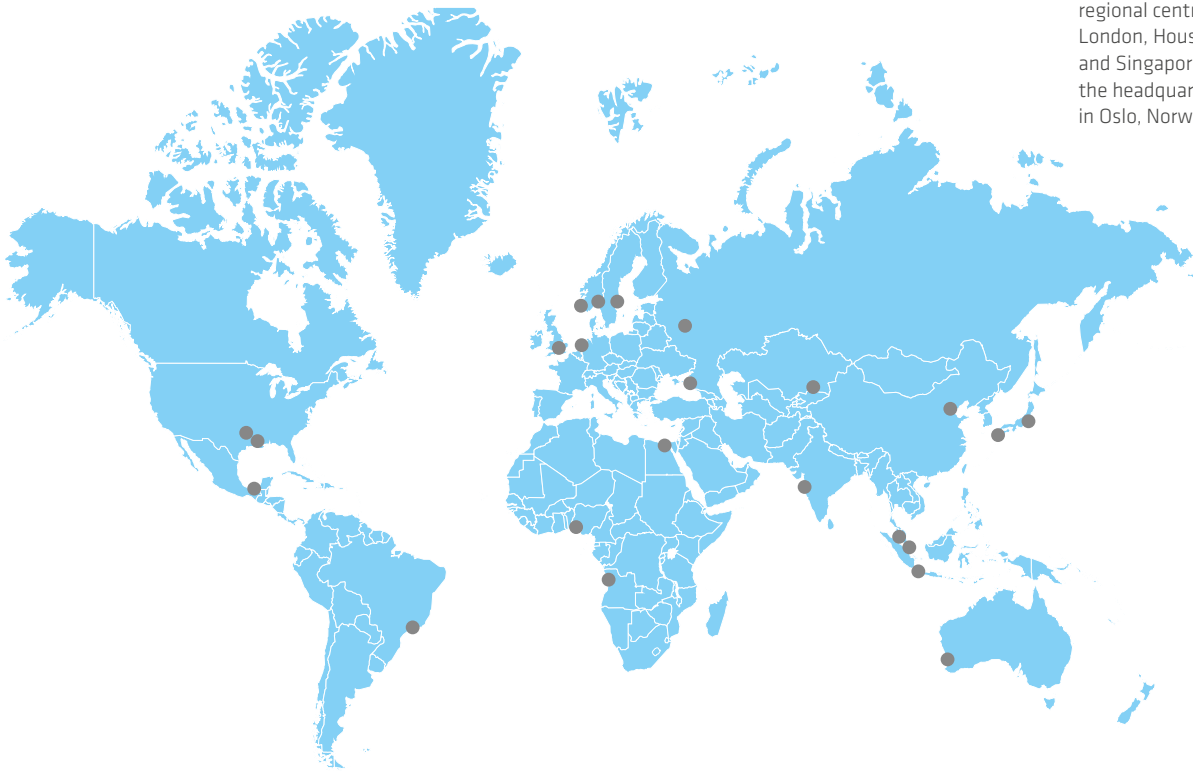 regional centr
London, Hous
and Singapor
the headquar
in Oslo, Norw